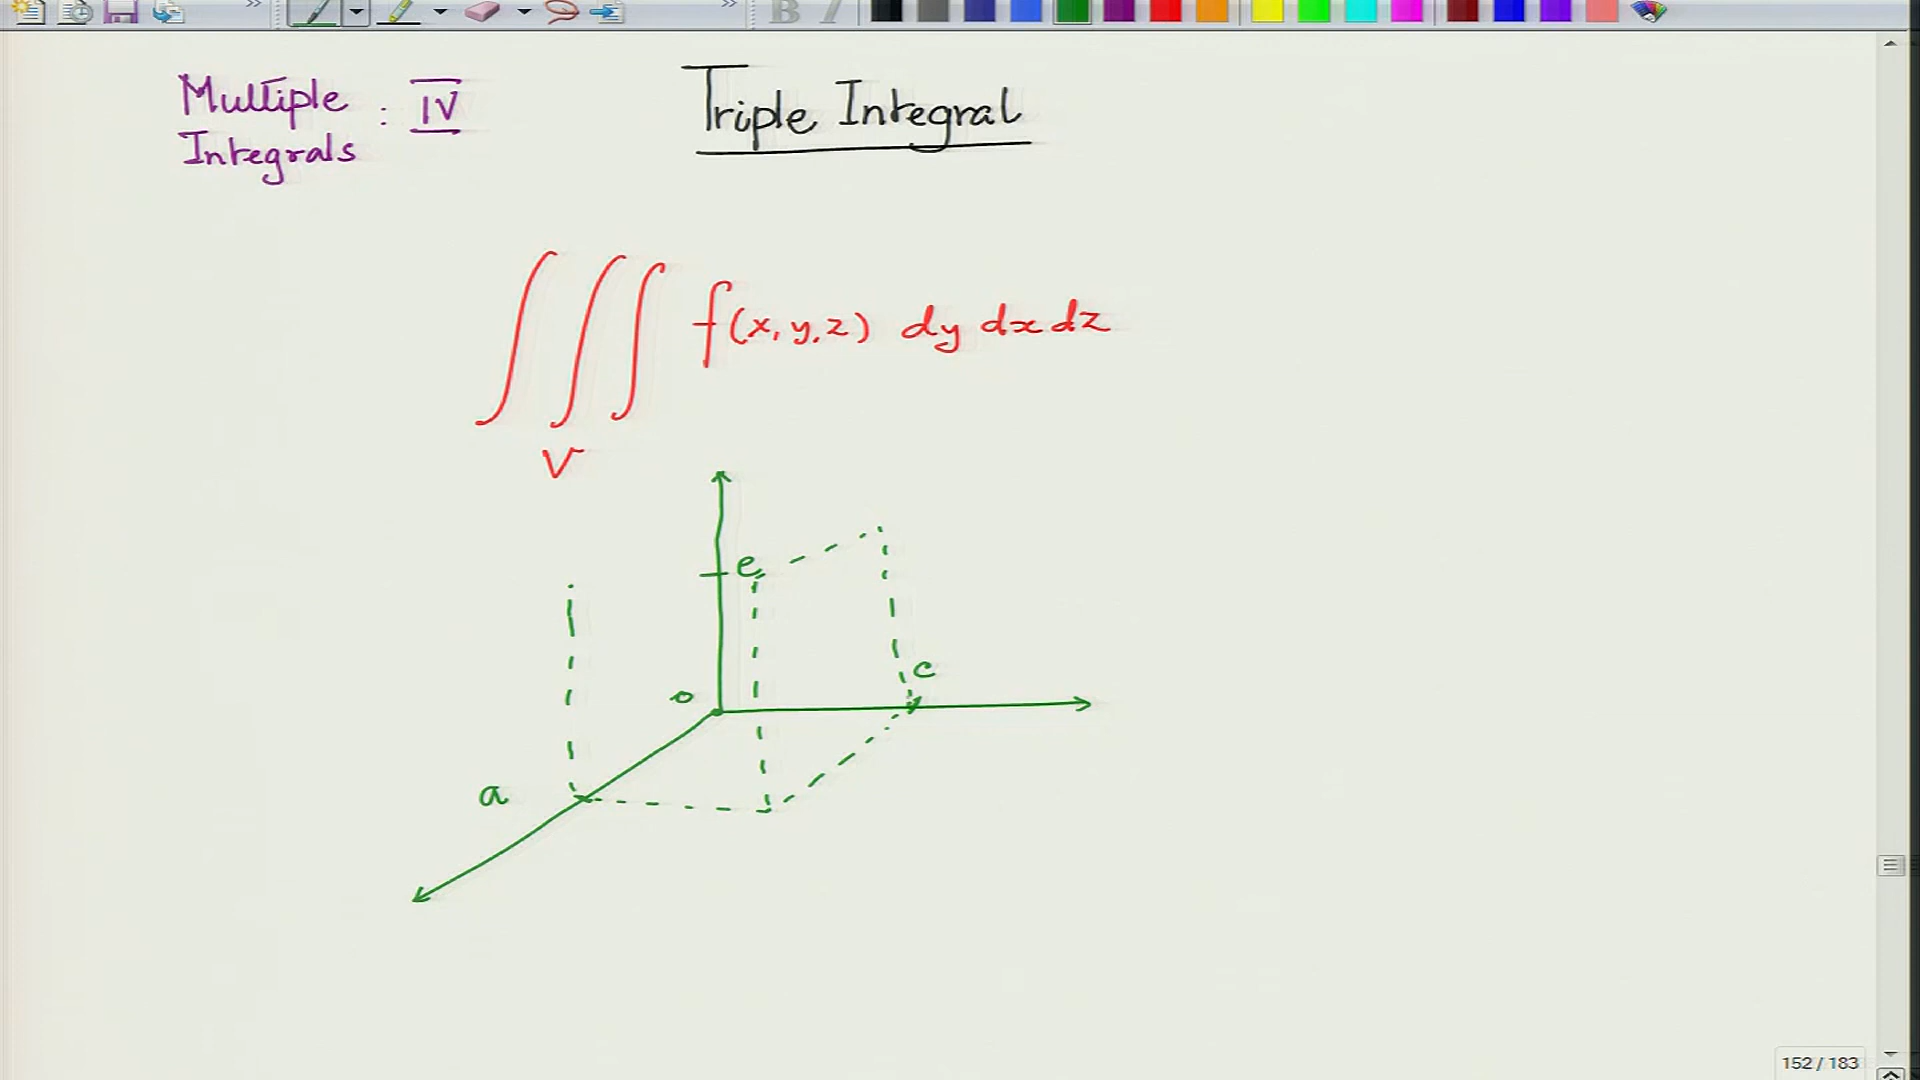 Multiple Integrals : IV
Triple Integral
∫∫∫ f(x, y, z) dy dx dz
V
e
c
o
a
152 / 183